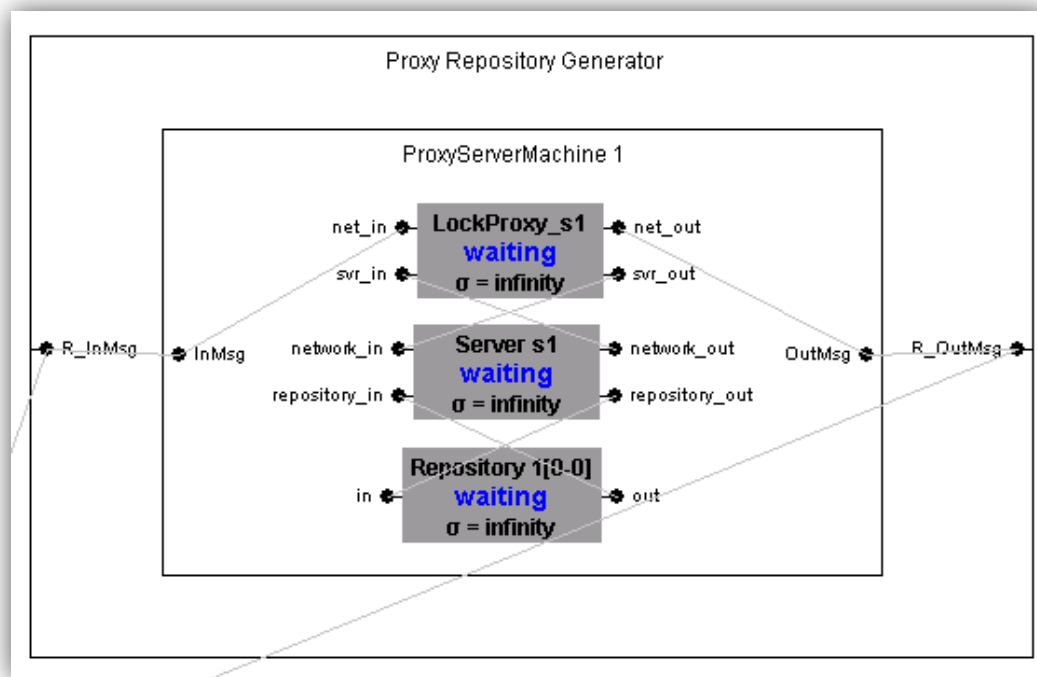 Proxy Repository Generator
ProxyServerMachine 1
net_in
LockProxy_s1
net_out
waiting
svr_in
svr_out
σ = infinity
R_InMsg
InMsg
network_in
Server s1
network_out
OutMsg
R_OutMsg
waiting
repository_in
repository_out
σ = infinity
Repository 1[0-0]
in
waiting
out
σ = infinity